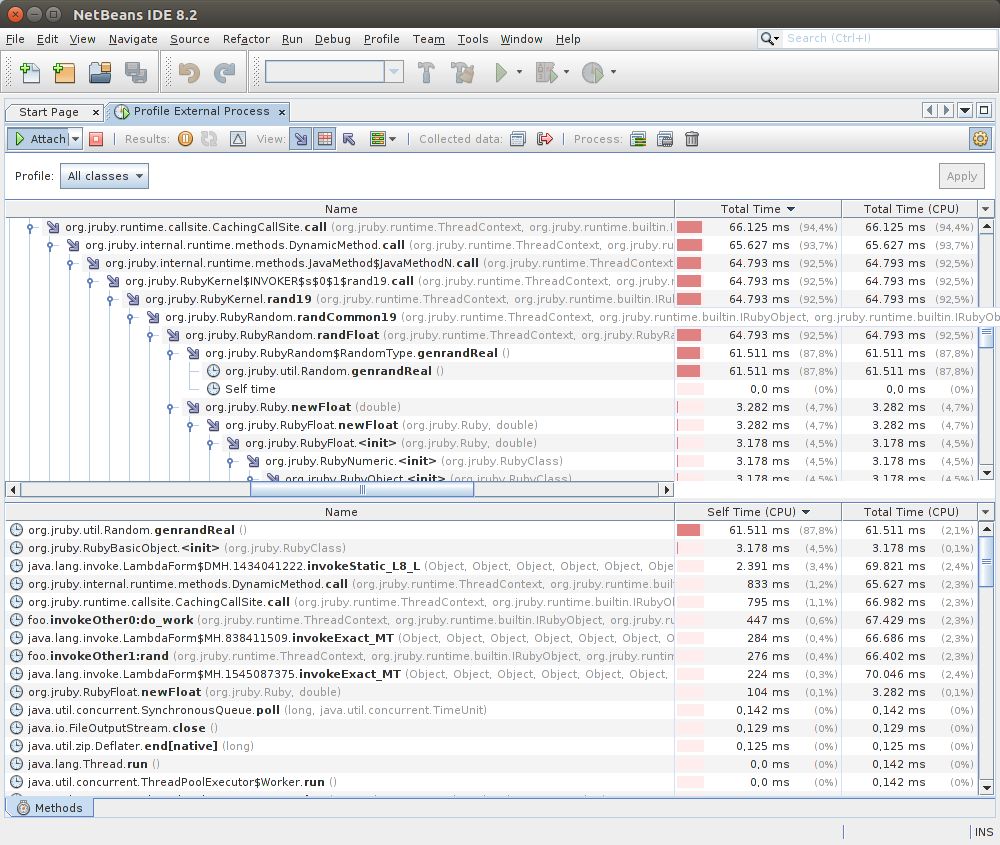 NetBeans IDE 8.2
File Edit View Navigate Source Refactor Run Debug Profile Team Tools Window Help Search (Ctrl+I)
Start Page × Profile External Process ×
Attach Results: View: Collected data: Process:
Profile: All classes Apply
Name Total Time Total Time (CPU)
org.jruby.runtime.callsite.CachingCallSite.call (org.jruby.runtime.ThreadContext, org.jruby.runtime.builtin.I 66.125 ms (94,4%) 66.125 ms (94,4%)
org.jruby.internal.runtime.methods.DynamicMethod.call (org.jruby.runtime.ThreadContext, org.jruby.ru 65.627 ms (93,7%) 65.627 ms (93,7%)
org.jruby.internal.runtime.methods.JavaMethod$JavaMethodN.call (org.jruby.runtime.ThreadContext 64.793 ms (92,5%) 64.793 ms (92,5%)
org.jruby.RubyKernel$INVOKER$s$0$1$rand19.call (org.jruby.runtime.ThreadContext, org.jruby.r 64.793 ms (92,5%) 64.793 ms (92,5%)
org.jruby.RubyKernel.rand19 (org.jruby.runtime.ThreadContext, org.jruby.runtime.builtin.IRul 64.793 ms (92,5%) 64.793 ms (92,5%)
org.jruby.RubyRandom.randCommon19 (org.jruby.runtime.ThreadContext, org.jruby.runtime.builtin.IRubyObject, org.jruby.runtime.builtin.IRubyOb
org.jruby.RubyRandom.randFloat (org.jruby.runtime.ThreadContext, org.jruby.RubyRa 64.793 ms (92,5%) 64.793 ms (92,5%)
org.jruby.RubyRandom$RandomType.genrandReal () 61.511 ms (87,8%) 61.511 ms (87,8%)
org.jruby.util.Random.genrandReal () 61.511 ms (87,8%) 61.511 ms (87,8%)
Self time 0,0 ms (0%) 0,0 ms (0%)
org.jruby.Ruby.newFloat (double) 3.282 ms (4,7%) 3.282 ms (4,7%)
org.jruby.RubyFloat.newFloat (org.jruby.Ruby, double) 3.282 ms (4,7%) 3.282 ms (4,7%)
org.jruby.RubyFloat.<init> (org.jruby.Ruby, double) 3.178 ms (4,5%) 3.178 ms (4,5%)
org.jruby.RubyNumeric.<init> (org.jruby.RubyClass) 3.178 ms (4,5%) 3.178 ms (4,5%)
org.jruby.RubyObject.<init> (org.jruby.RubyClass) 3.178 ms (4,5%) 3.178 ms (4,5%)
Name Self Time (CPU) Total Time (CPU)
org.jruby.util.Random.genrandReal () 61.511 ms (87,8%) 61.511 ms (2,1%)
org.jruby.RubyBasicObject.<init> (org.jruby.RubyClass) 3.178 ms (4,5%) 3.178 ms (0,1%)
java.lang.invoke.LambdaForm$DMH.1434041222.invokeStatic_L8_L (Object, Object, Object, Object, Obje 2.391 ms (3,4%) 69.821 ms (2,4%)
org.jruby.internal.runtime.methods.DynamicMethod.call (org.jruby.runtime.ThreadContext, org.jruby.runtime.buil 833 ms (1,2%) 65.627 ms (2,3%)
org.jruby.runtime.callsite.CachingCallSite.call (org.jruby.runtime.ThreadContext, org.jruby.runtime.builtin.IRubyO 795 ms (1,1%) 66.982 ms (2,3%)
foo.invokeOther0:do_work (org.jruby.runtime.ThreadContext, org.jruby.runtime.builtin.IRubyObject, org.jruby.runtime 447 ms (0,6%) 67.429 ms (2,3%)
java.lang.invoke.LambdaForm$MH.838411509.invokeExact_MT (Object, Object, Object, Object, Object, Object, O 284 ms (0,4%) 66.686 ms (2,3%)
foo.invokeOther1:rand (org.jruby.runtime.ThreadContext, org.jruby.runtime.builtin.IRubyObject, org.jruby.runtim 276 ms (0,4%) 66.402 ms (2,3%)
java.lang.invoke.LambdaForm$MH.1545087375.invokeExact_MT (Object, Object, Object, Object, Object, Object, 224 ms (0,3%) 70.046 ms (2,4%)
org.jruby.RubyFloat.newFloat (org.jruby.Ruby, double) 104 ms (0,1%) 3.282 ms (0,1%)
java.util.concurrent.SynchronousQueue.poll (long, java.util.concurrent.TimeUnit) 0,142 ms (0%) 0,142 ms (0%)
java.io.FileOutputStream.close () 0,129 ms (0%) 0,129 ms (0%)
java.util.zip.Deflater.end[native] (long) 0,125 ms (0%) 0,125 ms (0%)
java.lang.Thread.run () 0,0 ms (0%) 0,142 ms (0%)
java.util.concurrent.ThreadPoolExecutor$Worker.run () 0,0 ms (0%) 0,142 ms (0%)
Methods
INS